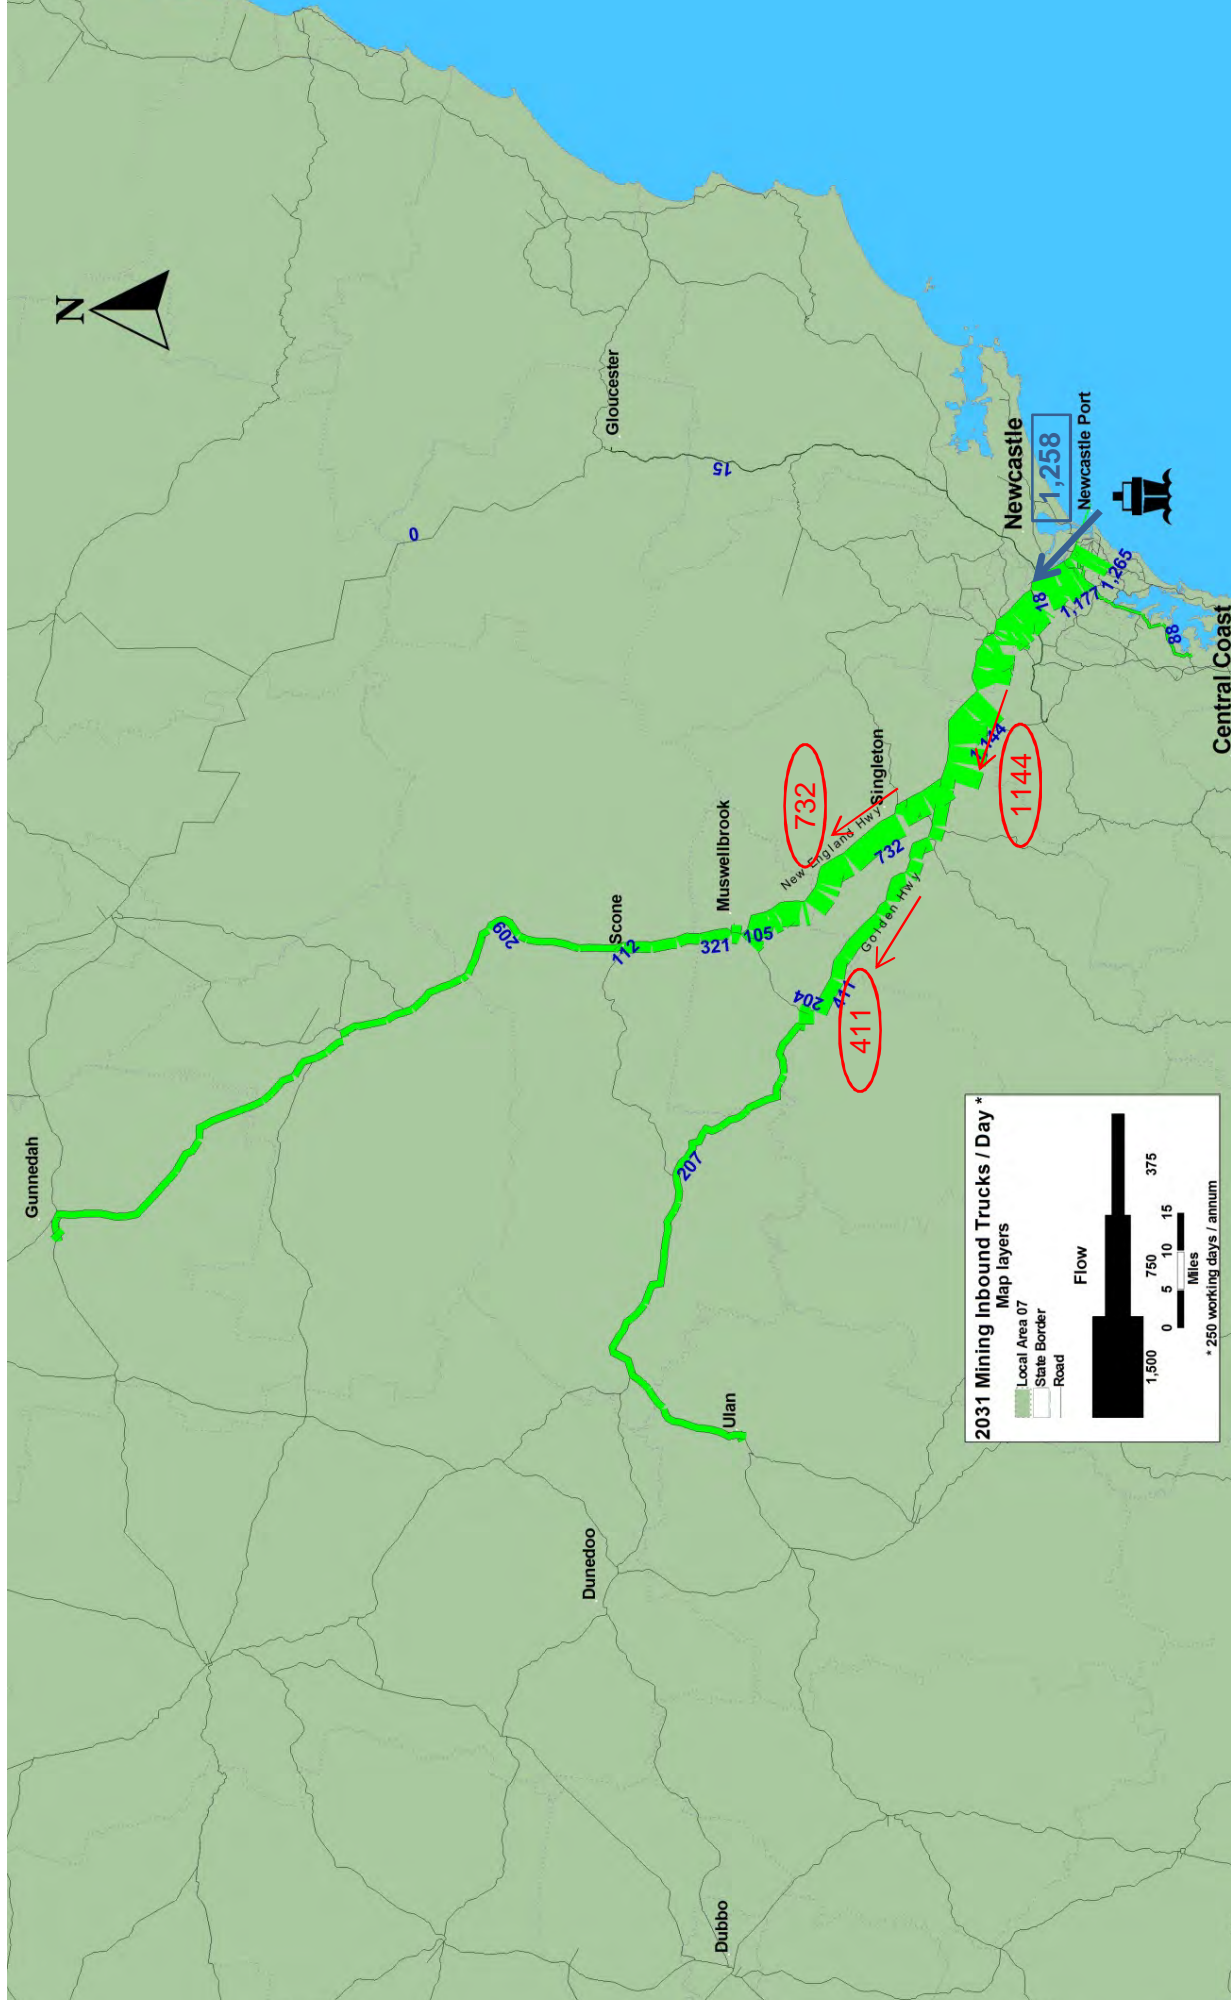 N
Gunnedah
Gloucester
0
15
209
Scone
112
Muswellbrook
321
105
New England Hwy
Singleton
732
732
Golden Hwy
204
411
411
207
Ulan
Dunedoo
Dubbo
1,144
1144
Newcastle
1,258
Newcastle Port
18
1,177
1,265
88
Central Coast
2031 Mining Inbound Trucks / Day *
Map layers
Local Area 07
State Border
Road
Flow
1,500
750
375
0
5
10
15
Miles
* 250 working days / annum